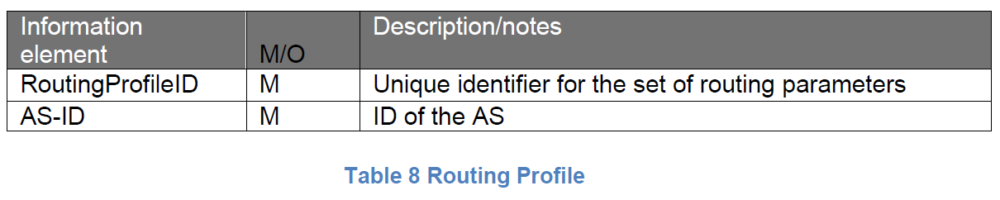 Information element M/O Description/notes
RoutingProfileID M Unique identifier for the set of routing parameters
AS-ID M ID of the AS
Table 8 Routing Profile